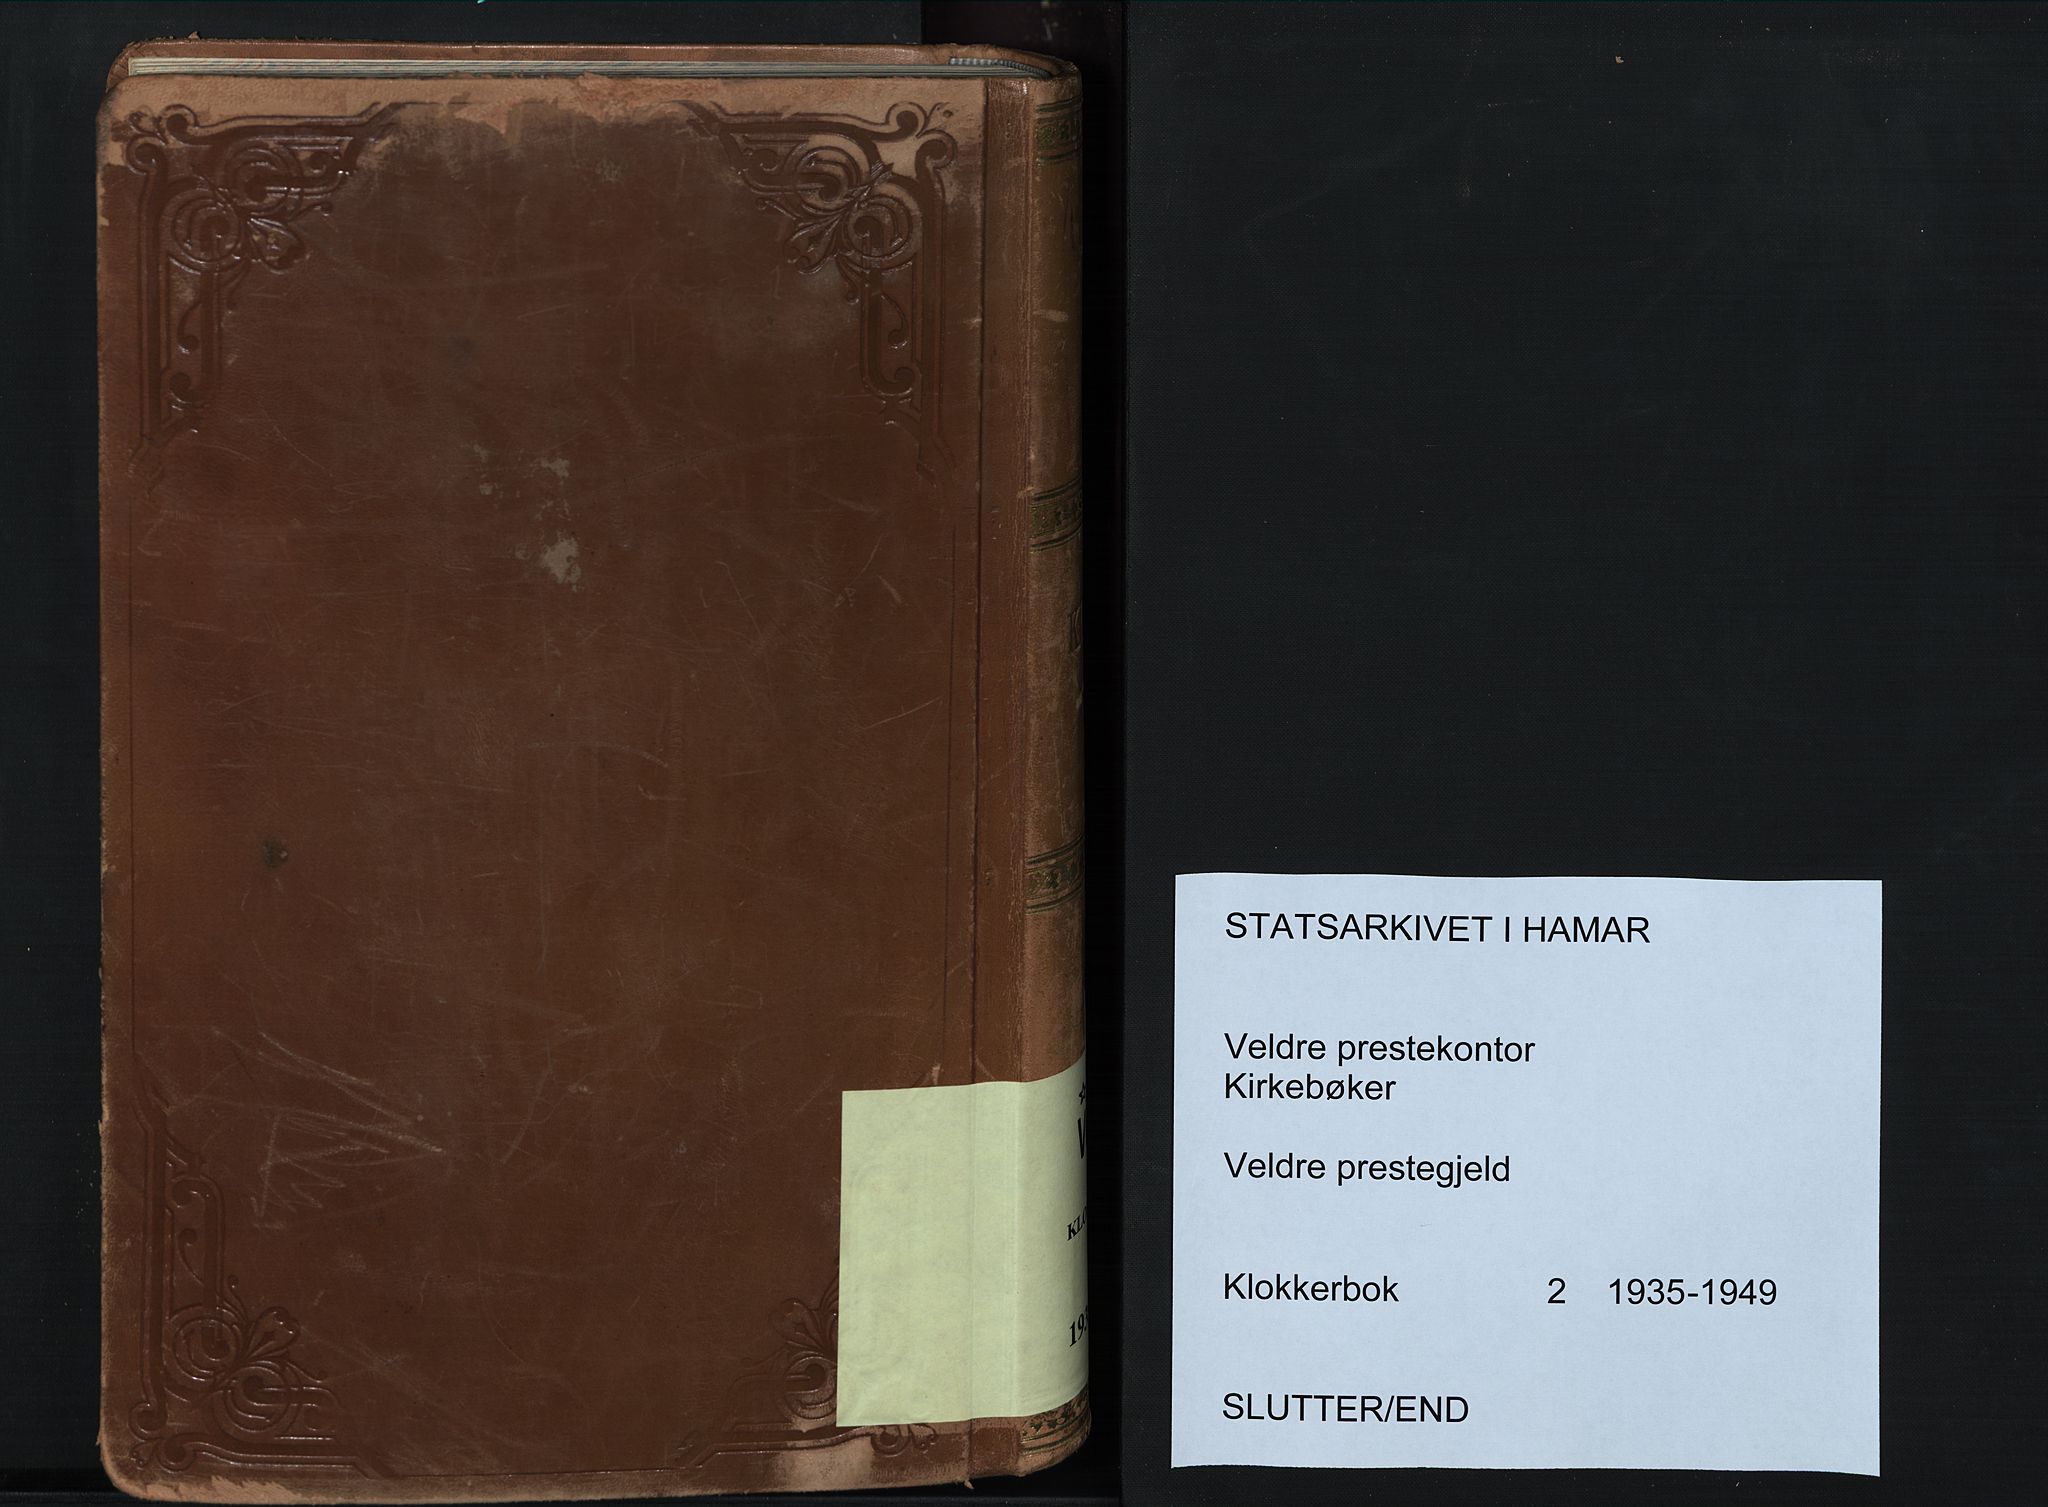 STATSARKIVET I HAMAR
Veldre prestekontor
Kirkebøker
Veldre prestegjeld
Klokkerbok 2 1935-1949
SLUTTER/END